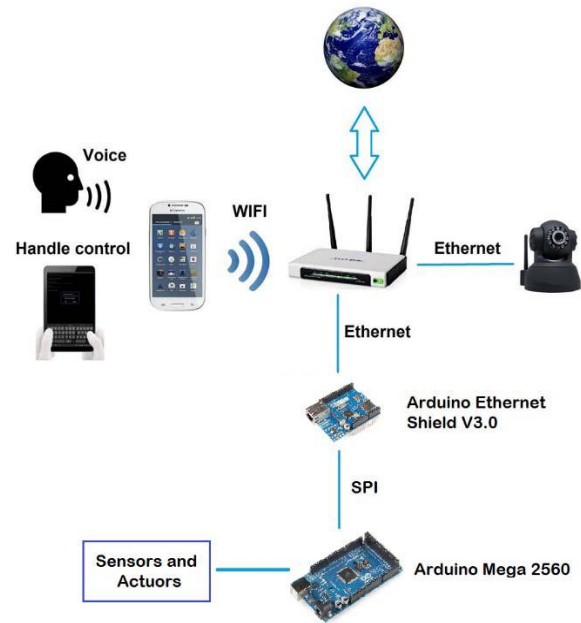 Voice
Handle control
WIFI
Ethernet
Ethernet
Arduino Ethernet
Shield V3.0
SPI
Sensors and
Actuors
Arduino Mega 2560